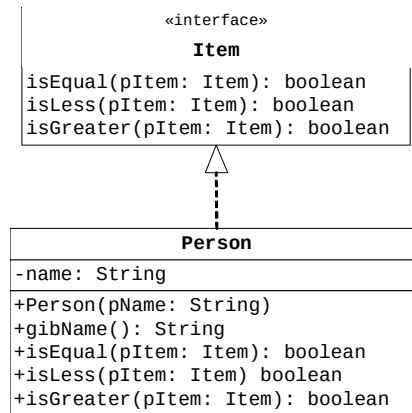 «interface»
Item
isEqual(pItem: Item): boolean
isLess(pItem: Item): boolean
isGreater(pItem: Item): boolean
Person
-name: String
+Person(pName: String)
+gibName(): String
+isEqual(pItem: Item): boolean
+isLess(pItem: Item) boolean
+isGreater(pItem: Item): boolean